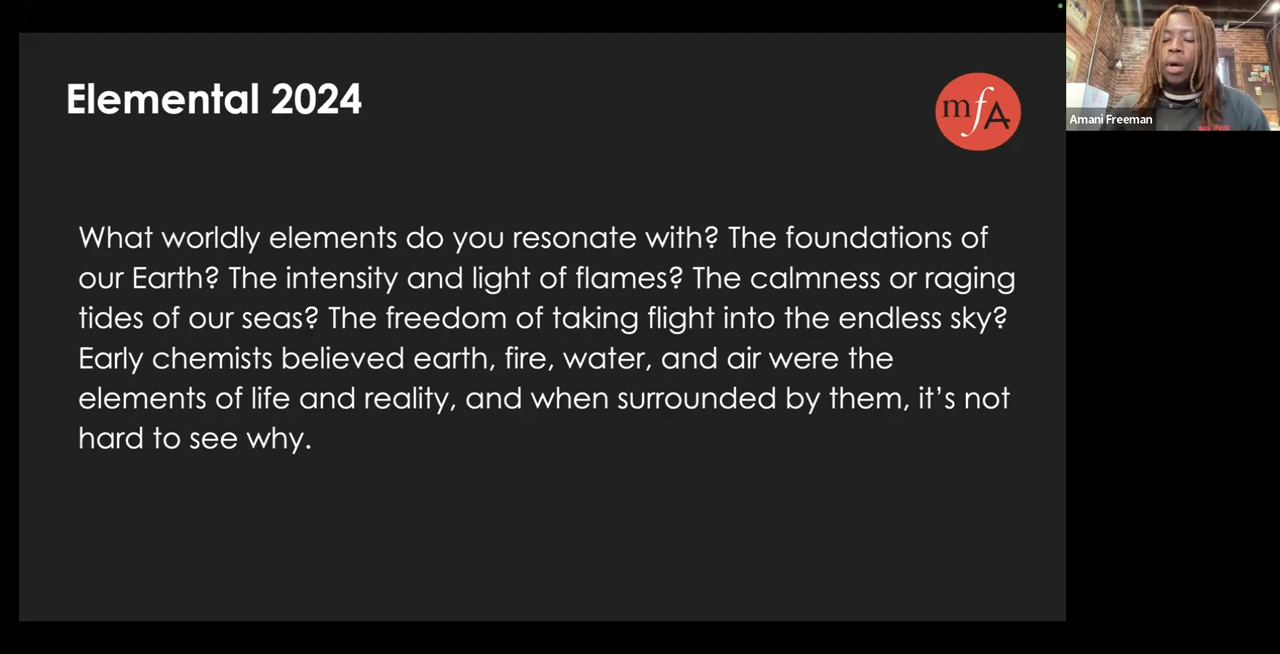 Elemental 2024
mfA
Amani Freeman
What worldly elements do you resonate with? The foundations of
our Earth? The intensity and light of flames? The calmness or raging
tides of our seas? The freedom of taking flight into the endless sky?
Early chemists believed earth, fire, water, and air were the
elements of life and reality, and when surrounded by them, it’s not
hard to see why.